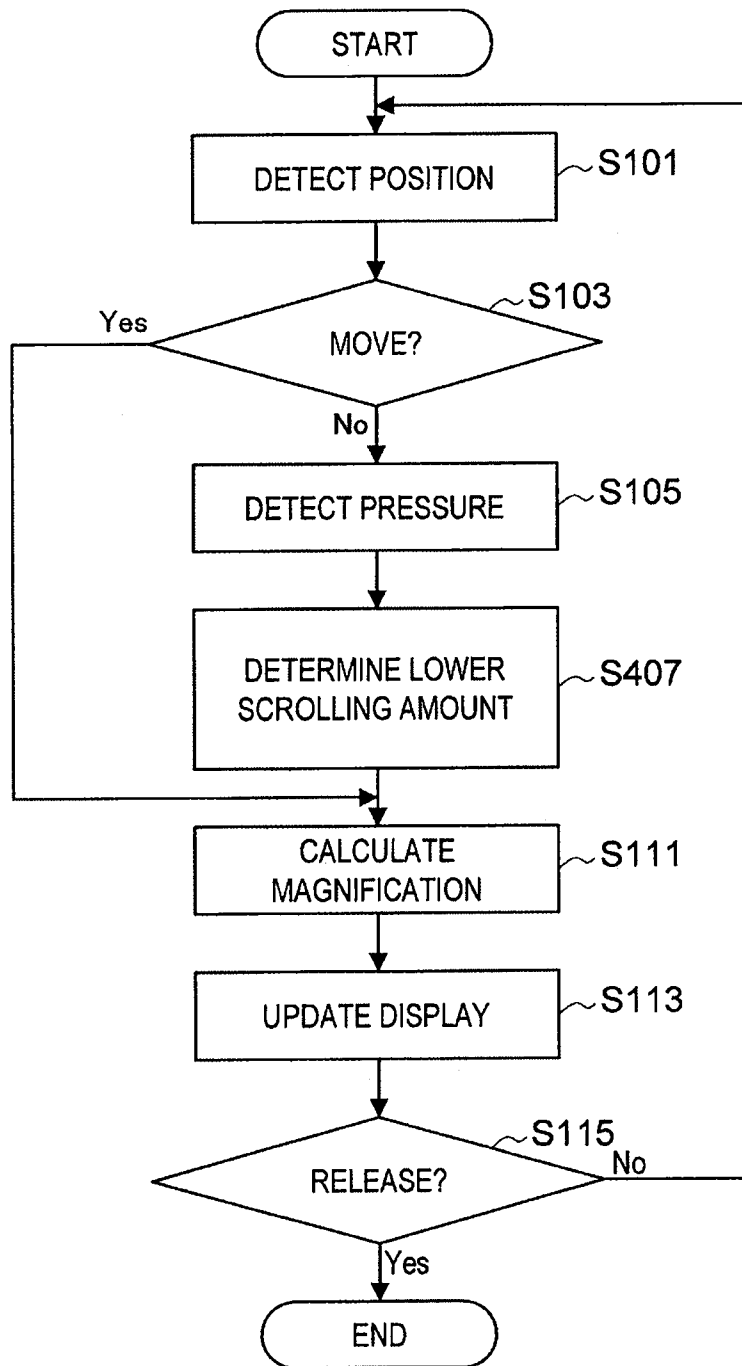 START
DETECT POSITION
S101
S103
Yes
MOVE?
No
DETECT PRESSURE
S105
DETERMINE LOWER
SCROLLING AMOUNT
S407
CALCULATE
MAGNIFICATION
S111
UPDATE DISPLAY
S113
S115
RELEASE?
No
Yes
END